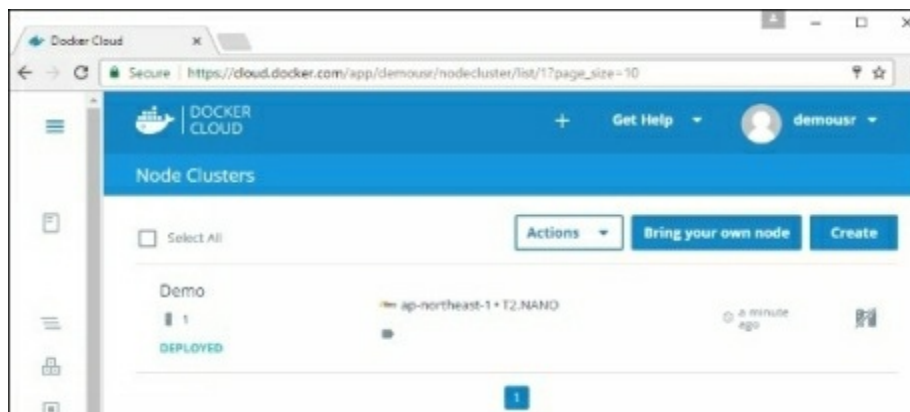 Docker Cloud
Secure https://cloud.docker.com/app/demousr/nodecluster/list/1?page_size=10
DOCKER
CLOUD
+ Get Help demousr
Node Clusters
Select All Actions Bring your own node Create
Demo
ap-northeast-1 • T2.NANO
1
a minute
ago
DEPLOYED
1